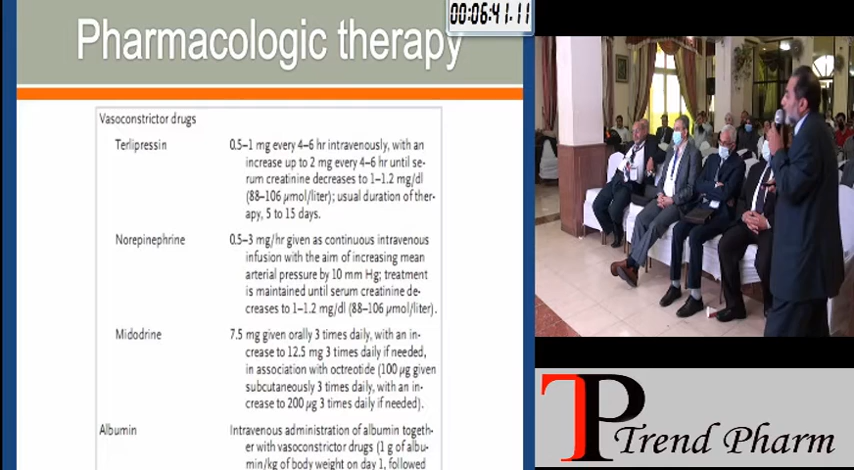 00:06:41.11
Pharmacologic therapy
Vasoconstrictor drugs
Terlipressin
0.5–1 mg every 4–6 hr intravenously, with an
increase up to 2 mg every 4–6 hr until se-
rum creatinine decreases to 1–1.2 mg/dl
(88–106 µmol/liter); usual duration of ther-
apy, 5 to 15 days.
Norepinephrine
0.5–3 mg/hr given as continuous intravenous
infusion with the aim of increasing mean
arterial pressure by 10 mm Hg; treatment
is maintained until serum creatinine de-
creases to 1–1.2 mg/dl (88–106 µmol/liter).
Midodrine
7.5 mg given orally 3 times daily, with an in-
crease to 12.5 mg 3 times daily if needed,
in association with octreotide (100 µg given
subcutaneously 3 times daily, with an in-
crease to 200 µg 3 times daily if needed).
Albumin
Intravenous administration of albumin togeth-
er with vasoconstrictor drugs (1 g of albu-
min/kg of body weight on day 1, followed
TP
Trend Pharm